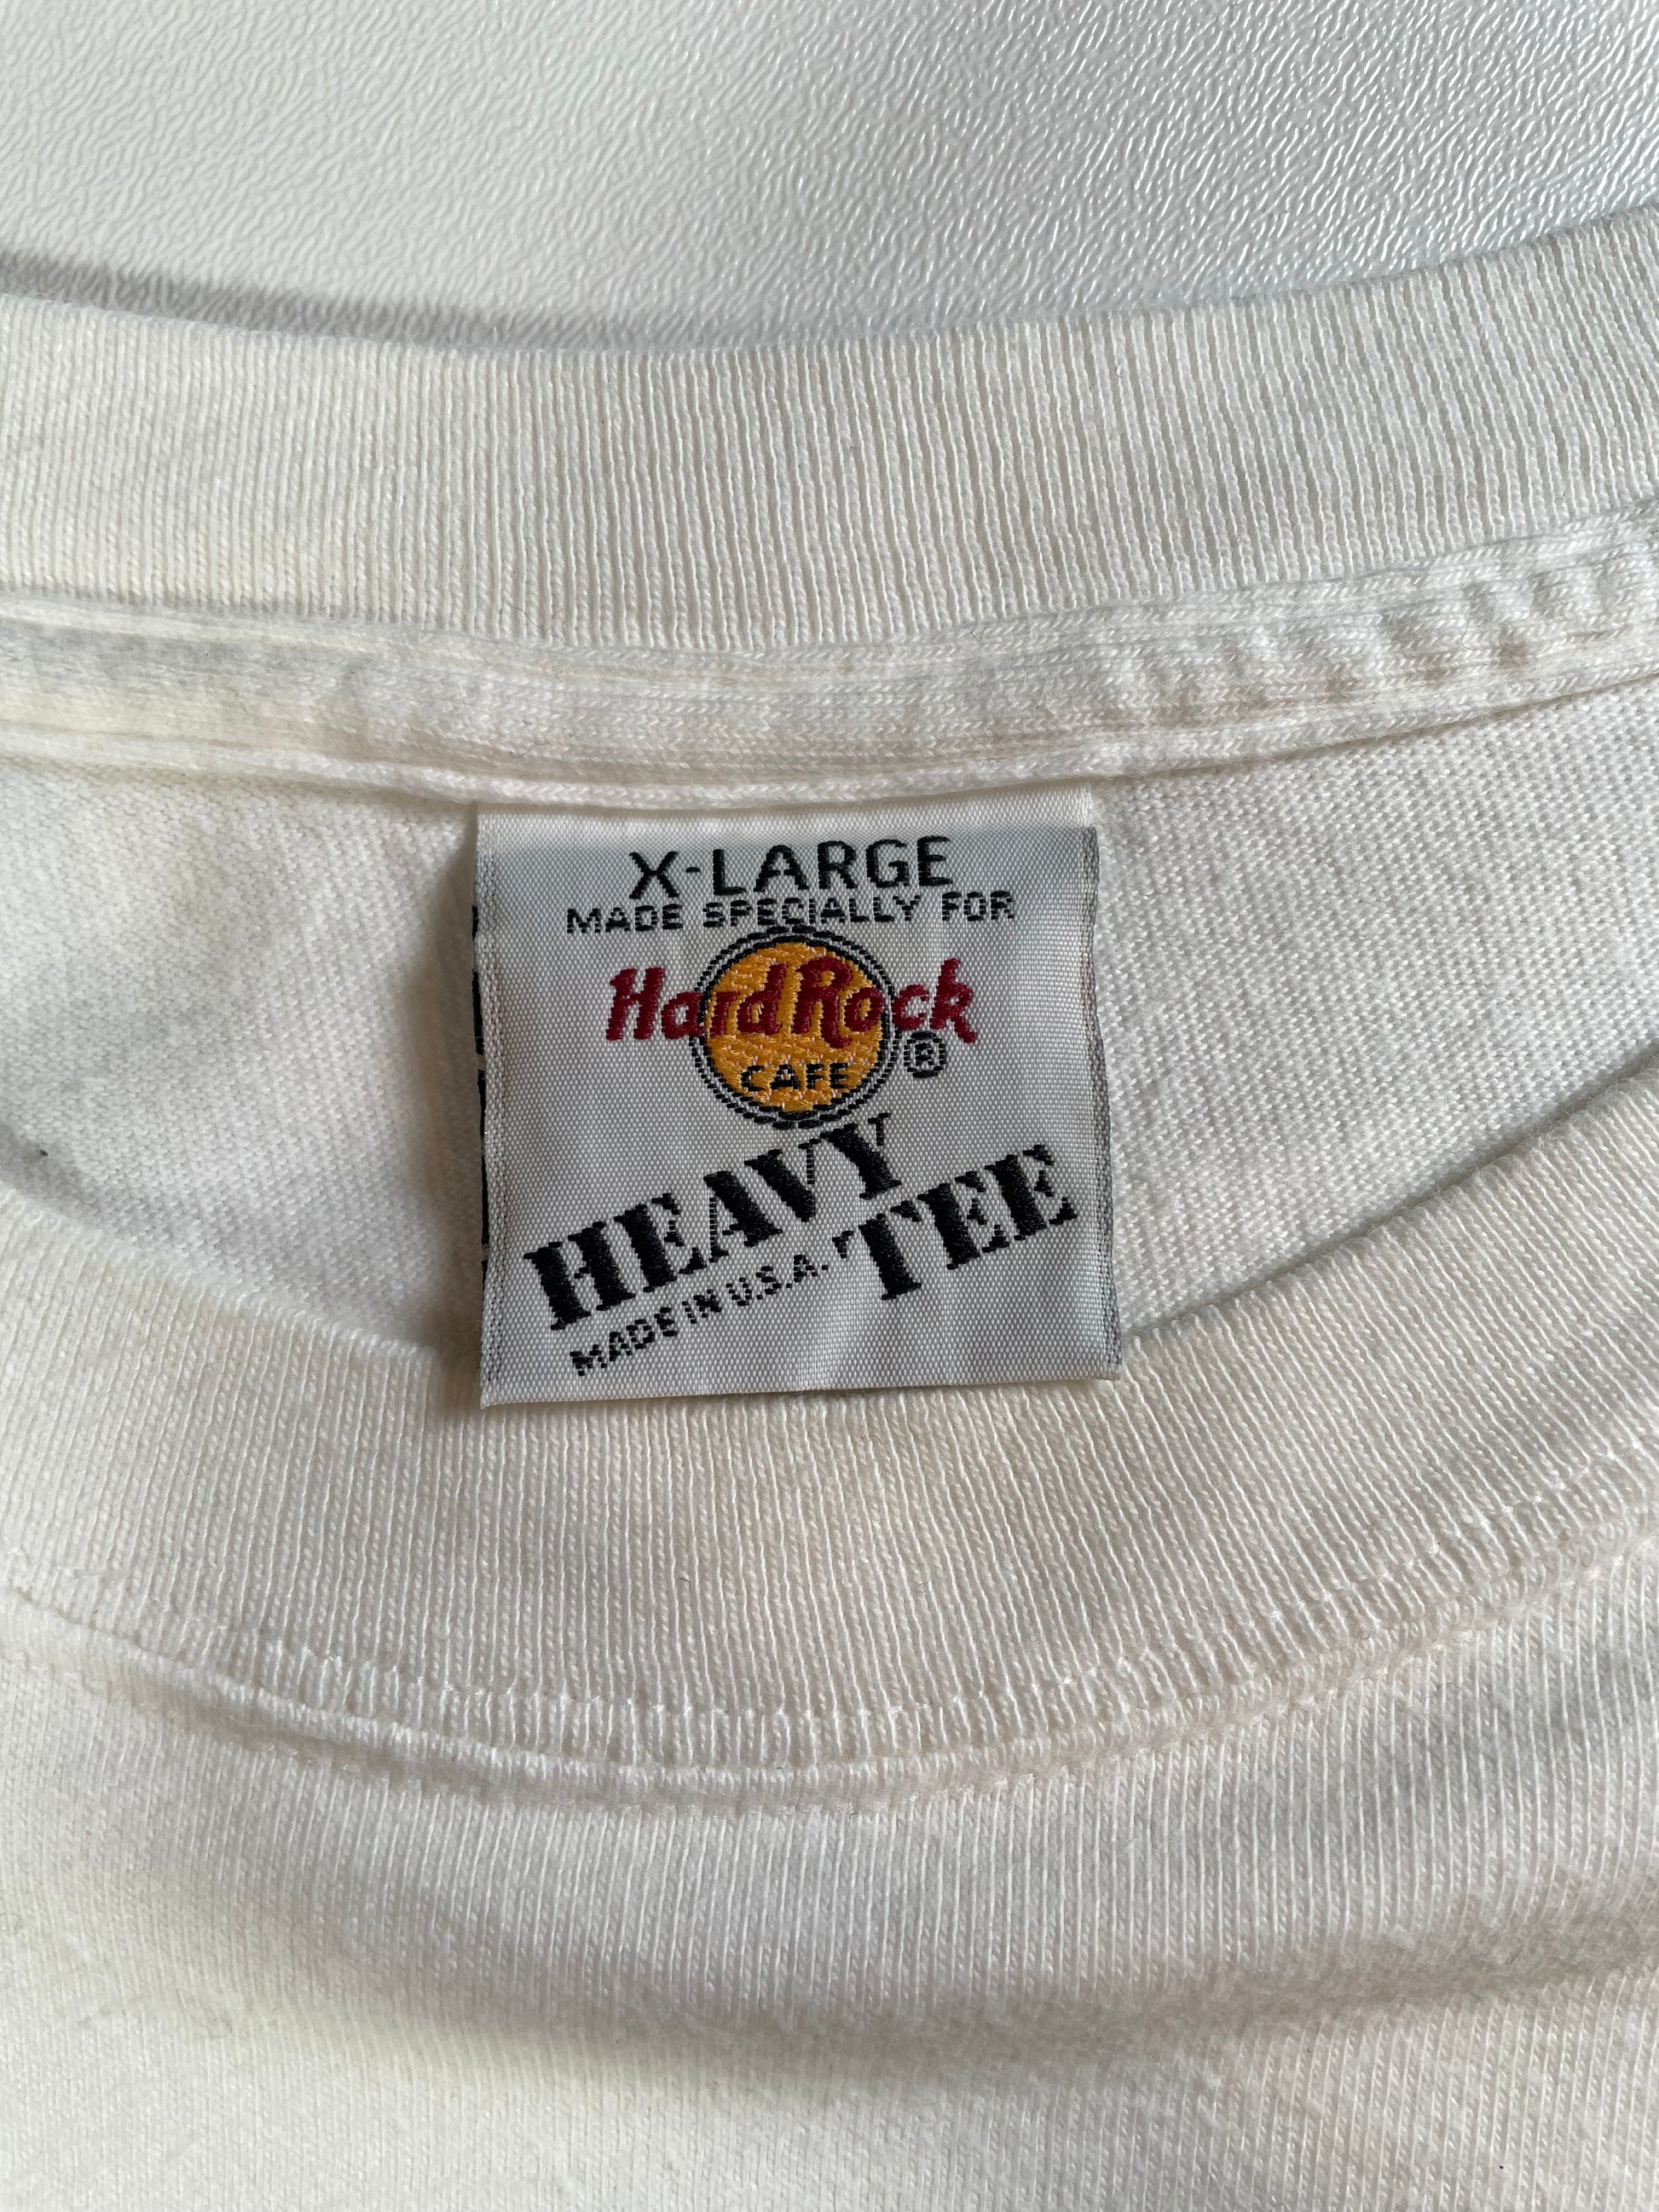 X-LARGE
MADE SPECIALLY FOR
Hard Rock
CAFE ®
HEAVY
TEE
MADE IN U.S.A.